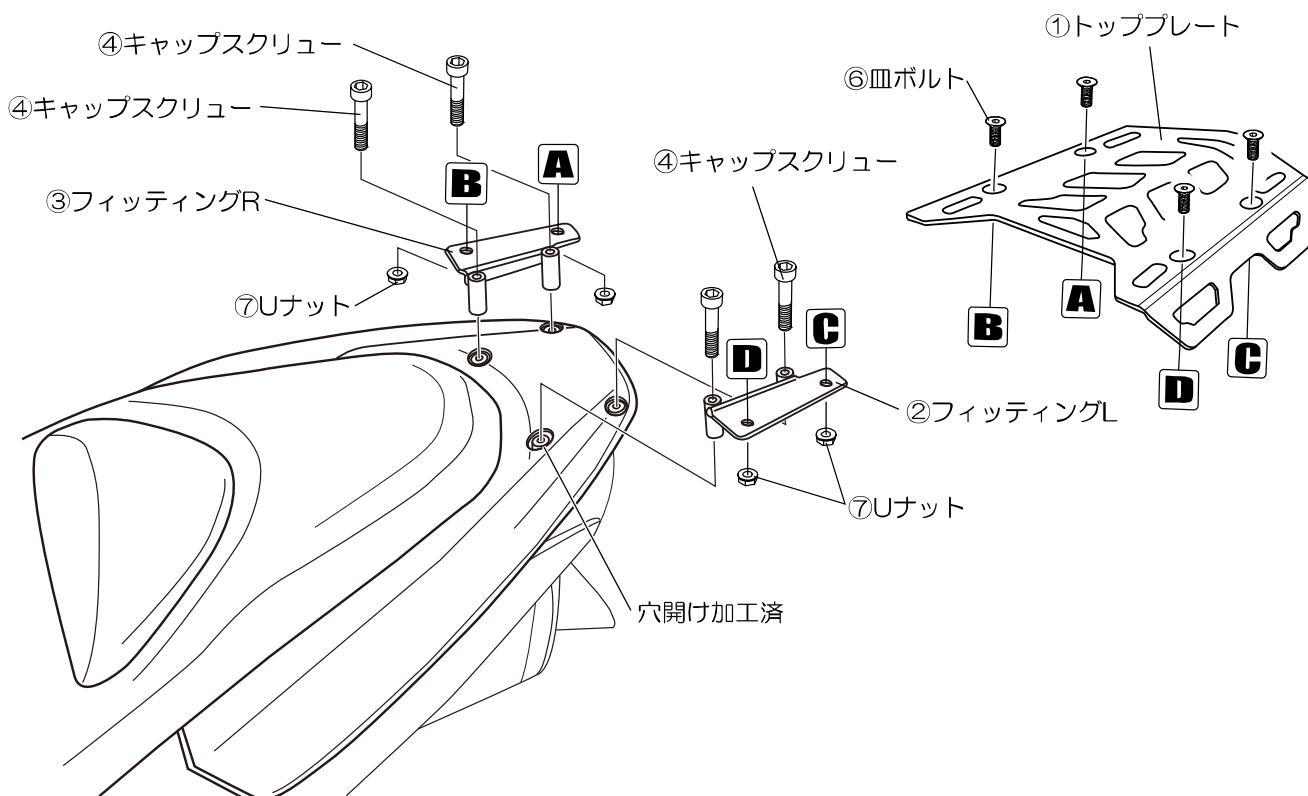 ①トッププレート
④キャップスクリュー
⑥皿ボルト
④キャップスクリュー
④キャップスクリュー
A
B
③フィッティングR
⑦Uナット
A
B
C
D
C
D
②フィッティングL
⑦Uナット
穴開け加工済